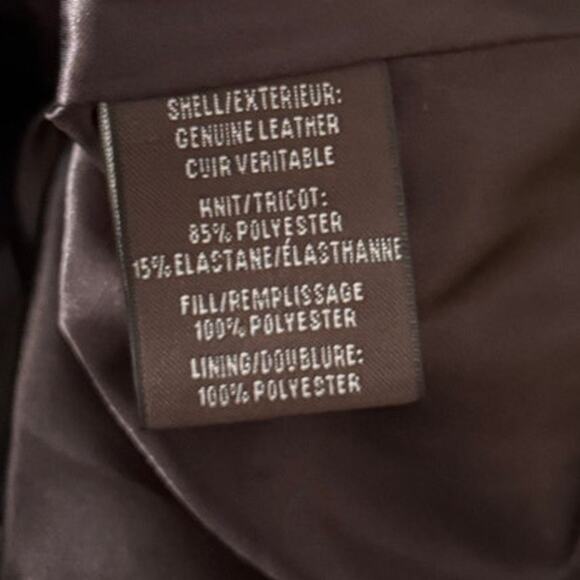 SHELL/EXTERIEUR:
GENUINE LEATHER
CUIR VERITABLE
KNIT/TRICOT:
85% POLYESTER
15% ELASTANE/ÉLASTHANNE
FILL/REMPLISSAGE
100% POLYESTER
LINING/DOUBLURE:
100% POLYESTER